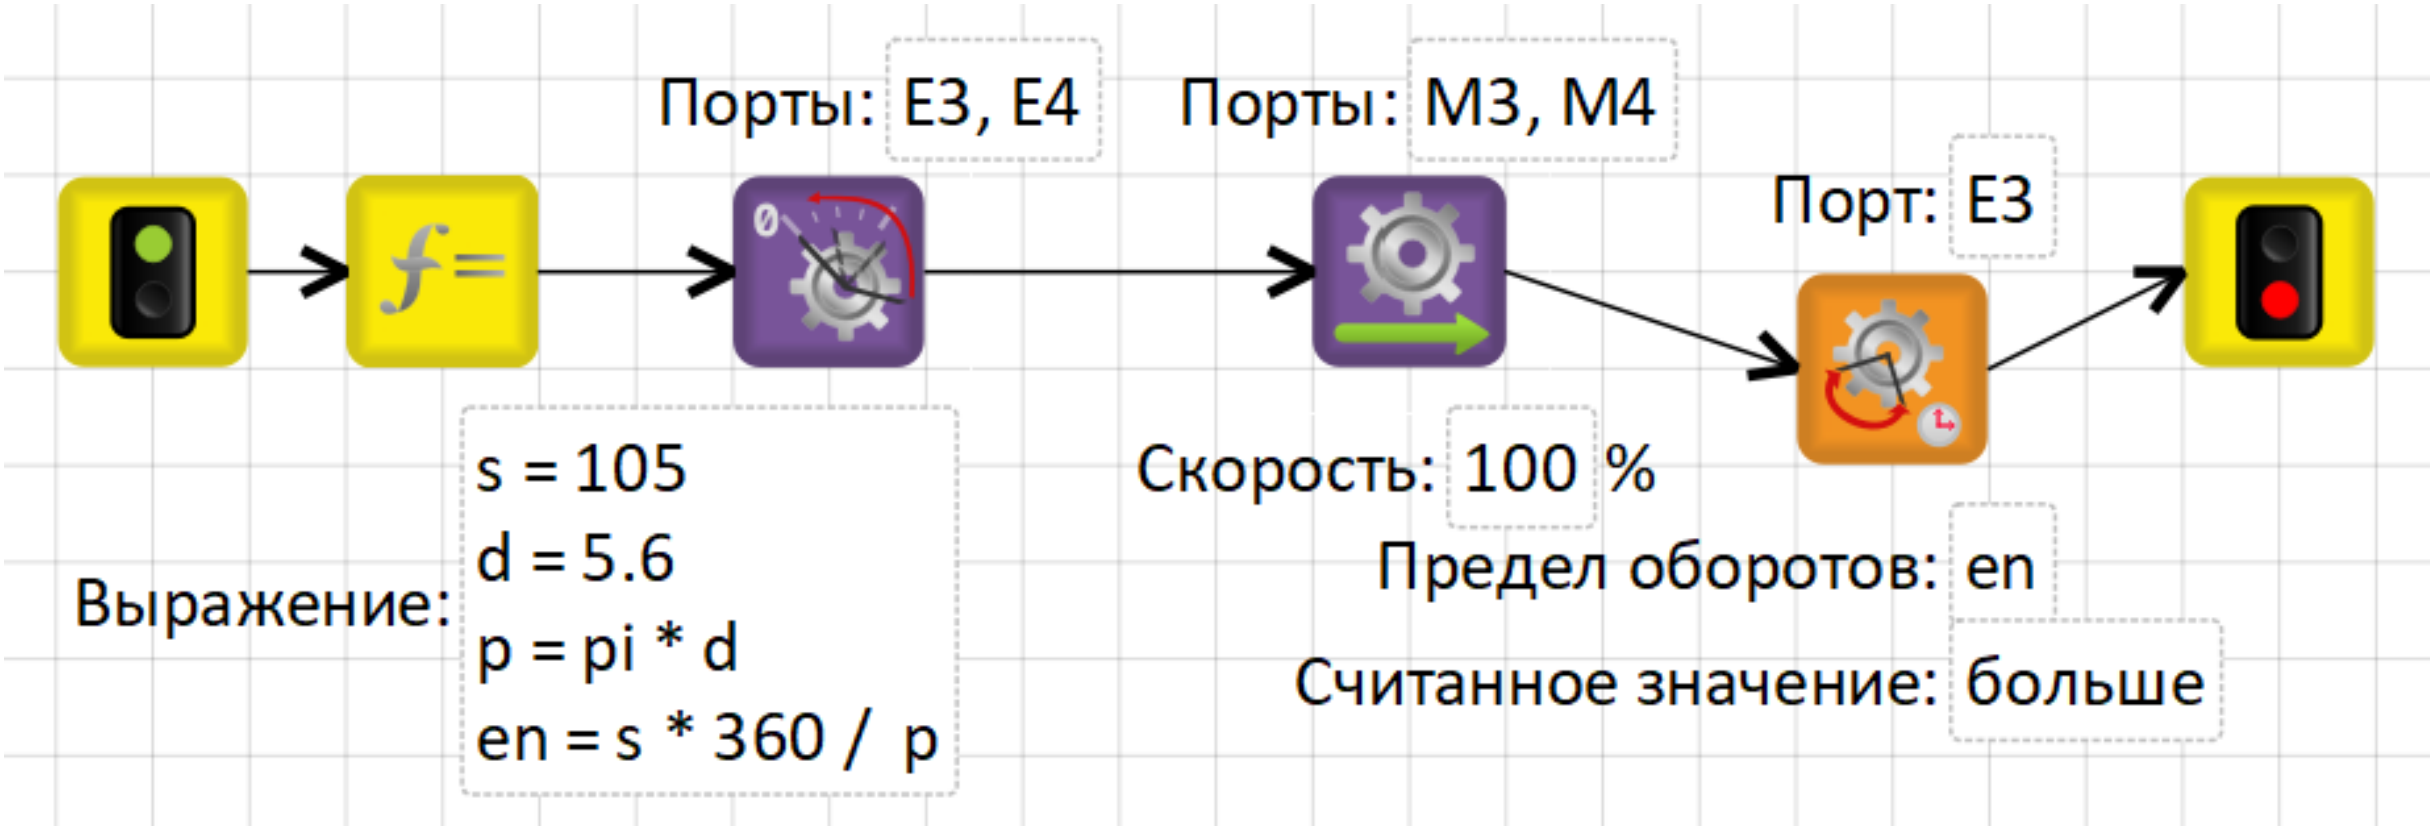 Порты: E3, E4
Порты: M3, M4
Порт: E3
0
f =
Выражение:
s = 105
d = 5.6
p = pi * d
en = s * 360 / p
Скорость: 100 %
Предел оборотов: en
Считанное значение: больше